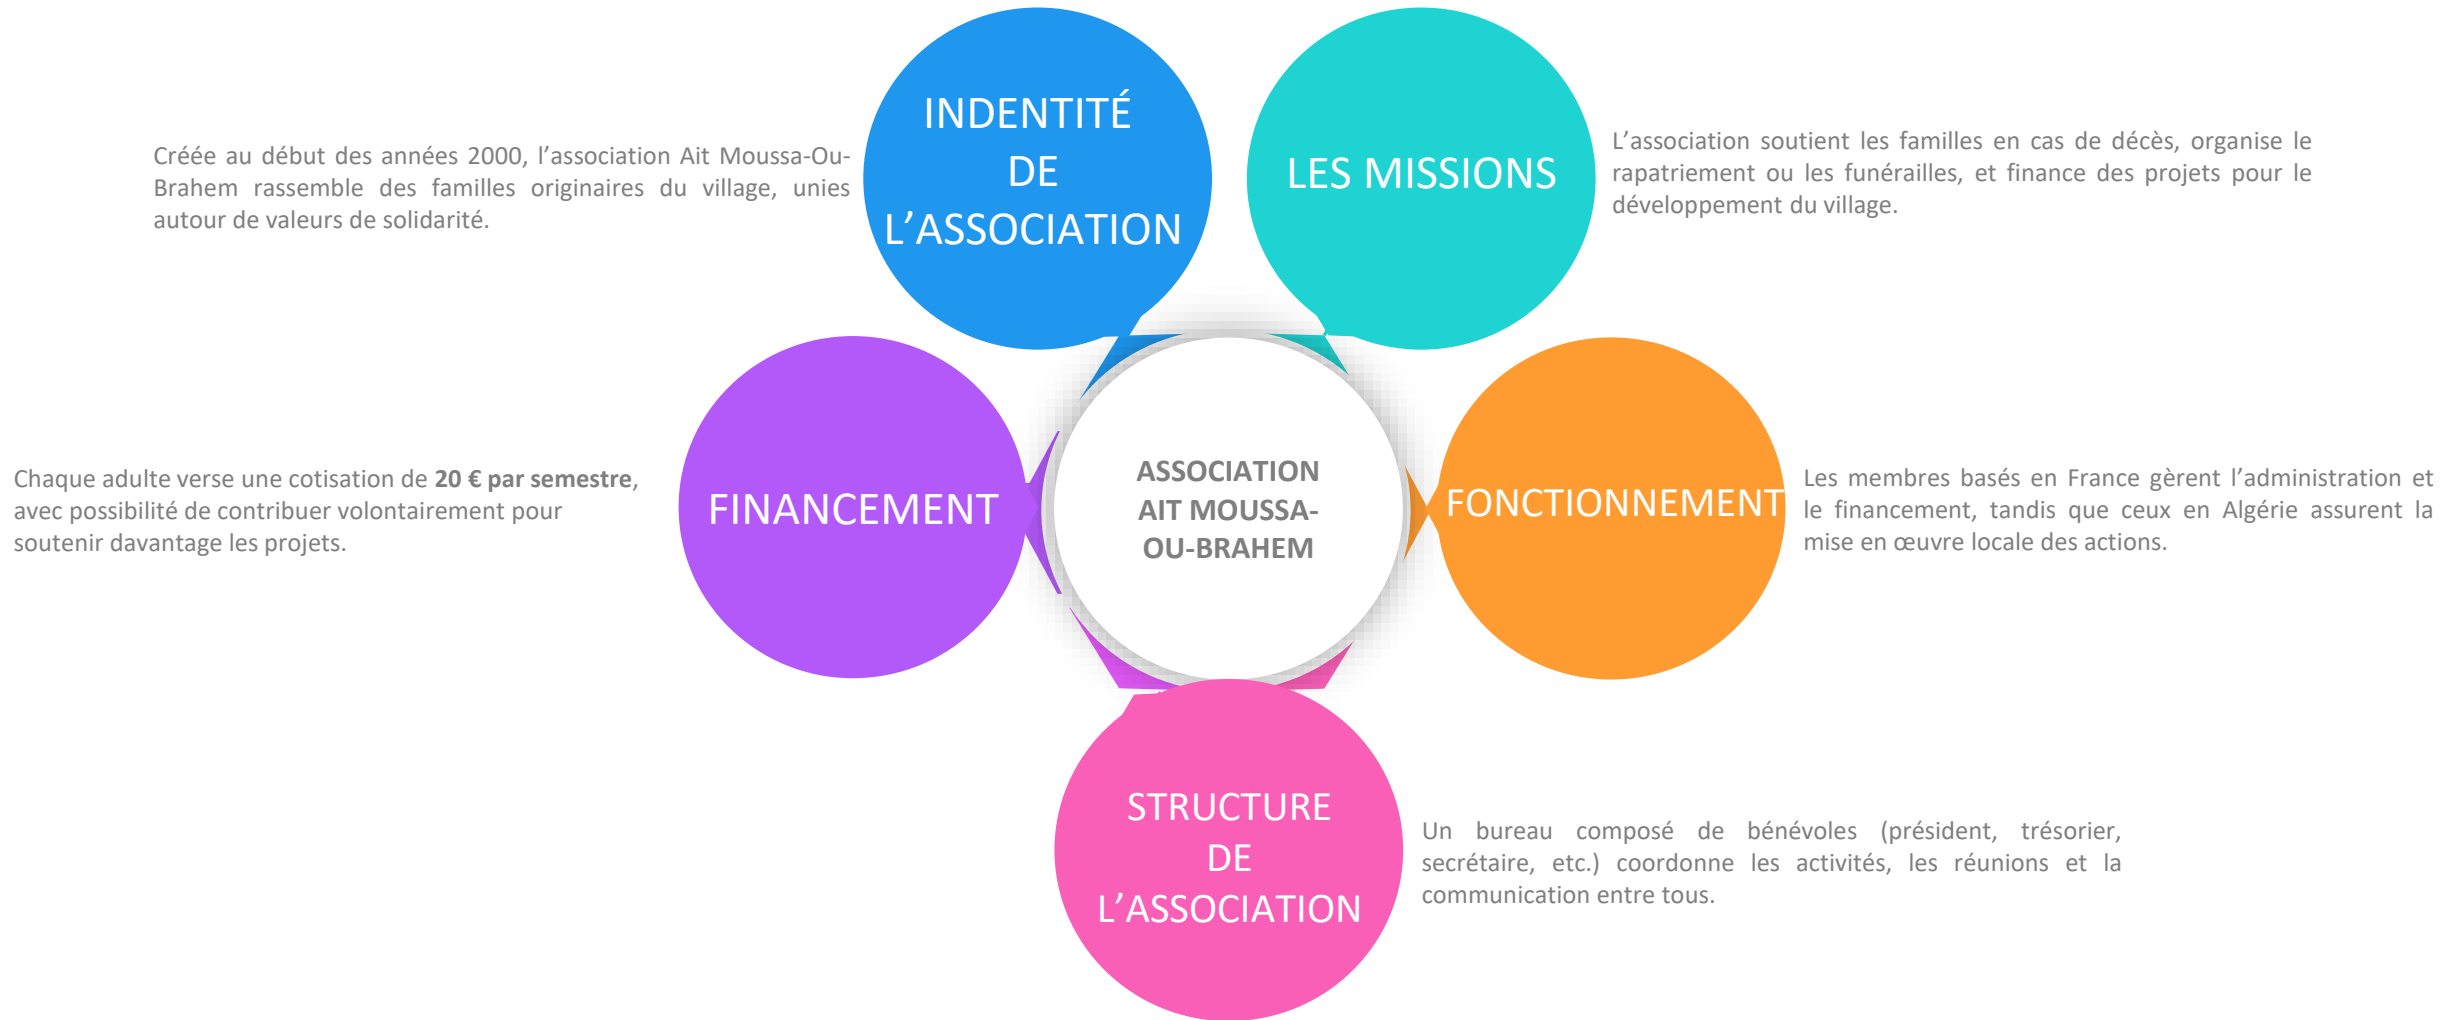 INDENTITÉ
DE
L’ASSOCIATION
Créée au début des années 2000, l’association Ait Moussa-Ou-
Brahem rassemble des familles originaires du village, unies
autour de valeurs de solidarité.
LES MISSIONS
L’association soutient les familles en cas de décès, organise le
rapatriement ou les funérailles, et finance des projets pour le
développement du village.
Chaque adulte verse une cotisation de 20 € par semestre,
avec possibilité de contribuer volontairement pour
soutenir davantage les projets.
FINANCEMENT
ASSOCIATION
AIT MOUSSA-
OU-BRAHEM
FONCTIONNEMENT
Les membres basés en France gèrent l’administration et
le financement, tandis que ceux en Algérie assurent la
mise en œuvre locale des actions.
STRUCTURE
DE
L’ASSOCIATION
Un bureau composé de bénévoles (président, trésorier,
secrétaire, etc.) coordonne les activités, les réunions et la
communication entre tous.